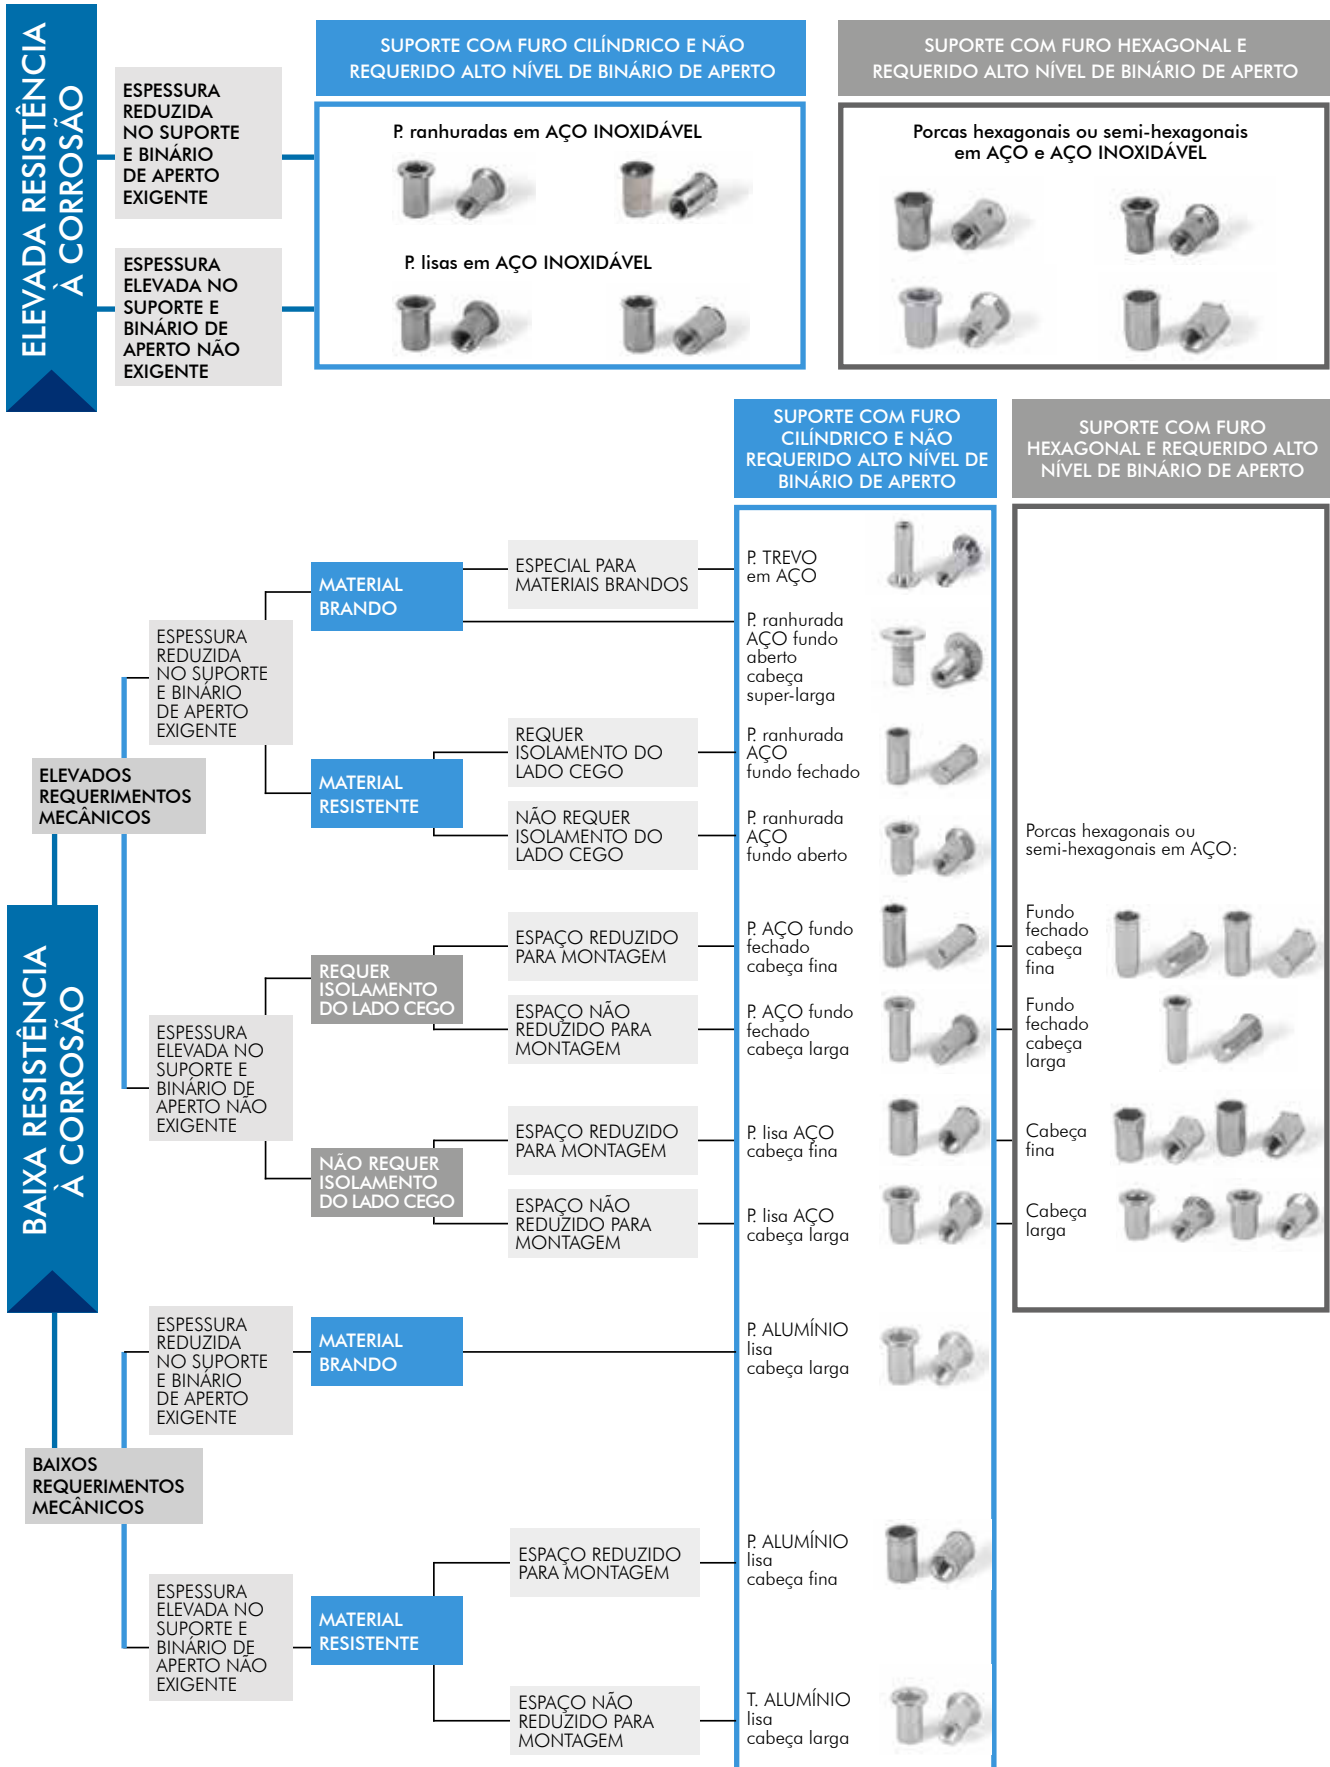 ELEVADA RESISTÊNCIA
À CORROSÃO
ESPESSURA
REDUZIDA
NO SUPORTE
E BINÁRIO
DE APERTO
EXIGENTE
ESPESSURA
ELEVADA NO
SUPORTE E
BINÁRIO DE
APERTO NÃO
EXIGENTE
SUPORTE COM FURO CILÍNDRICO E NÃO
REQUERIDO ALTO NÍVEL DE BINÁRIO DE APERTO
P. ranhuradas em AÇO INOXIDÁVEL
P. lisas em AÇO INOXIDÁVEL
SUPORTE COM FURO HEXAGONAL E
REQUERIDO ALTO NÍVEL DE BINÁRIO DE APERTO
Porcas hexagonais ou semi-hexagonais
em AÇO e AÇO INOXIDÁVEL
SUPORTE COM FURO
CILÍNDRICO E NÃO
REQUERIDO ALTO NÍVEL DE
BINÁRIO DE APERTO
SUPORTE COM FURO
HEXAGONAL E REQUERIDO ALTO
NÍVEL DE BINÁRIO DE APERTO
BAIXA RESISTÊNCIA
À CORROSÃO
ELEVADOS
REQUERIMENTOS
MECÂNICOS
ESPESSURA
REDUZIDA
NO SUPORTE
E BINÁRIO
DE APERTO
EXIGENTE
MATERIAL
BRANDO
ESPECIAL PARA
MATERIAIS BRANDOS
P. TREVO
em AÇO
P. ranhurada
AÇO fundo
aberto
cabeça
super-larga
MATERIAL
RESISTENTE
REQUER
ISOLAMENTO DO
LADO CEGO
P. ranhurada
AÇO
fundo fechado
NÃO REQUER
ISOLAMENTO DO
LADO CEGO
P. ranhurada
AÇO
fundo aberto
Porcas hexagonais ou
semi-hexagonais em AÇO:
ESPESSURA
ELEVADA NO
SUPORTE E
BINÁRIO DE
APERTO NÃO
EXIGENTE
REQUER
ISOLAMENTO
DO LADO CEGO
ESPAÇO REDUZIDO
PARA MONTAGEM
P. AÇO fundo
fechado
cabeça fina
Fundo
fechado
cabeça
fina
ESPAÇO NÃO
REDUZIDO PARA
MONTAGEM
P. AÇO fundo
fechado
cabeça larga
Fundo
fechado
cabeça
larga
NÃO REQUER
ISOLAMENTO
DO LADO CEGO
ESPAÇO REDUZIDO
PARA MONTAGEM
P. lisa AÇO
cabeça fina
Cabeça
fina
ESPAÇO NÃO
REDUZIDO PARA
MONTAGEM
P. lisa AÇO
cabeça larga
Cabeça
larga
BAIXOS
REQUERIMENTOS
MECÂNICOS
ESPESSURA
REDUZIDA
NO SUPORTE
E BINÁRIO
DE APERTO
EXIGENTE
MATERIAL
BRANDO
P. ALUMÍNIO
lisa
cabeça larga
ESPESSURA
ELEVADA NO
SUPORTE E
BINÁRIO DE
APERTO NÃO
EXIGENTE
MATERIAL
RESISTENTE
ESPAÇO REDUZIDO
PARA MONTAGEM
P. ALUMÍNIO
lisa
cabeça fina
ESPAÇO NÃO
REDUZIDO PARA
MONTAGEM
T. ALUMÍNIO
lisa
cabeça larga